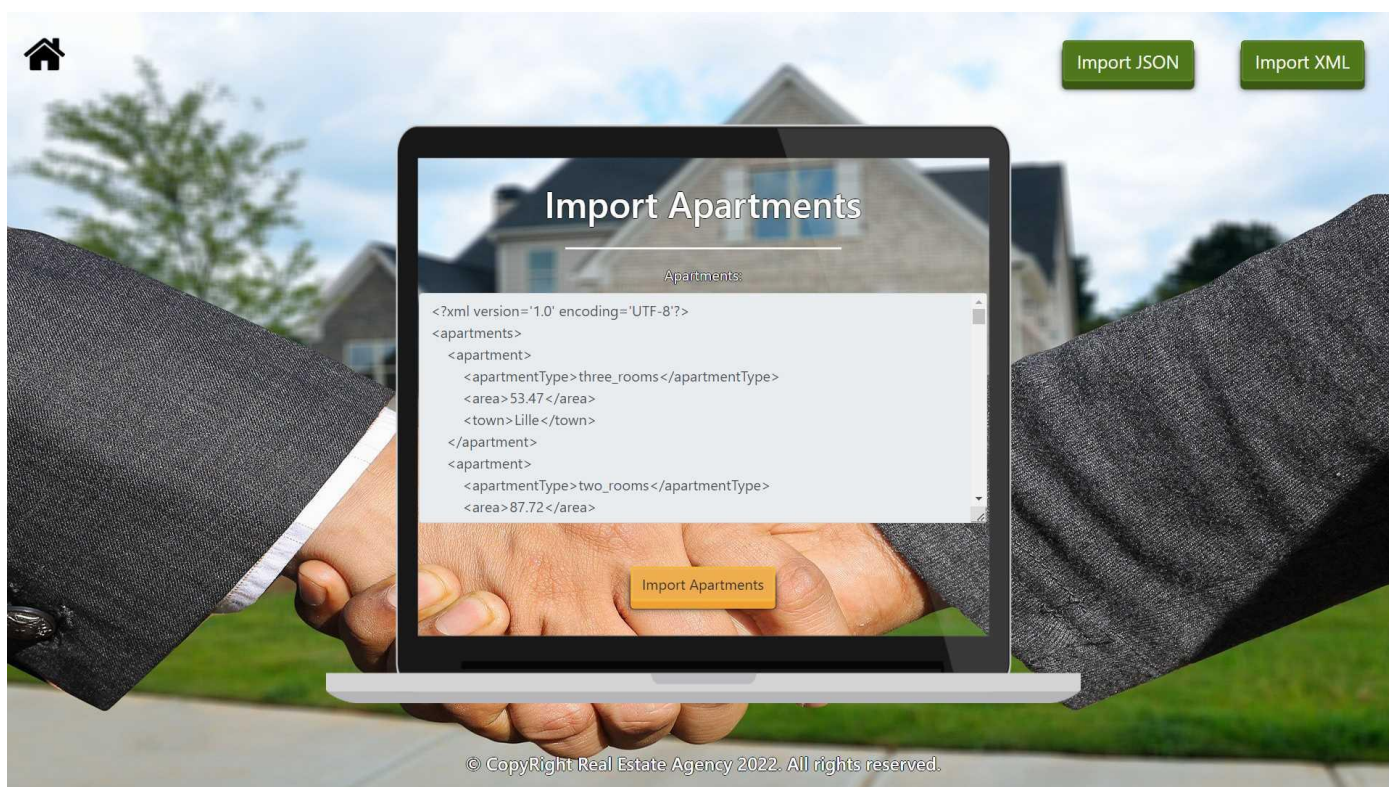 Import JSON
Import XML
Import Apartments
Apartments:
<?xml version='1.0' encoding='UTF-8'?>
<apartments>
<apartment>
<apartmentType>three_rooms</apartmentType>
<area>53.47</area>
<town>Lille</town>
</apartment>
<apartment>
<apartmentType>two_rooms</apartmentType>
<area>87.72</area>
Import Apartments
© CopyRight Real Estate Agency 2022. All rights reserved.